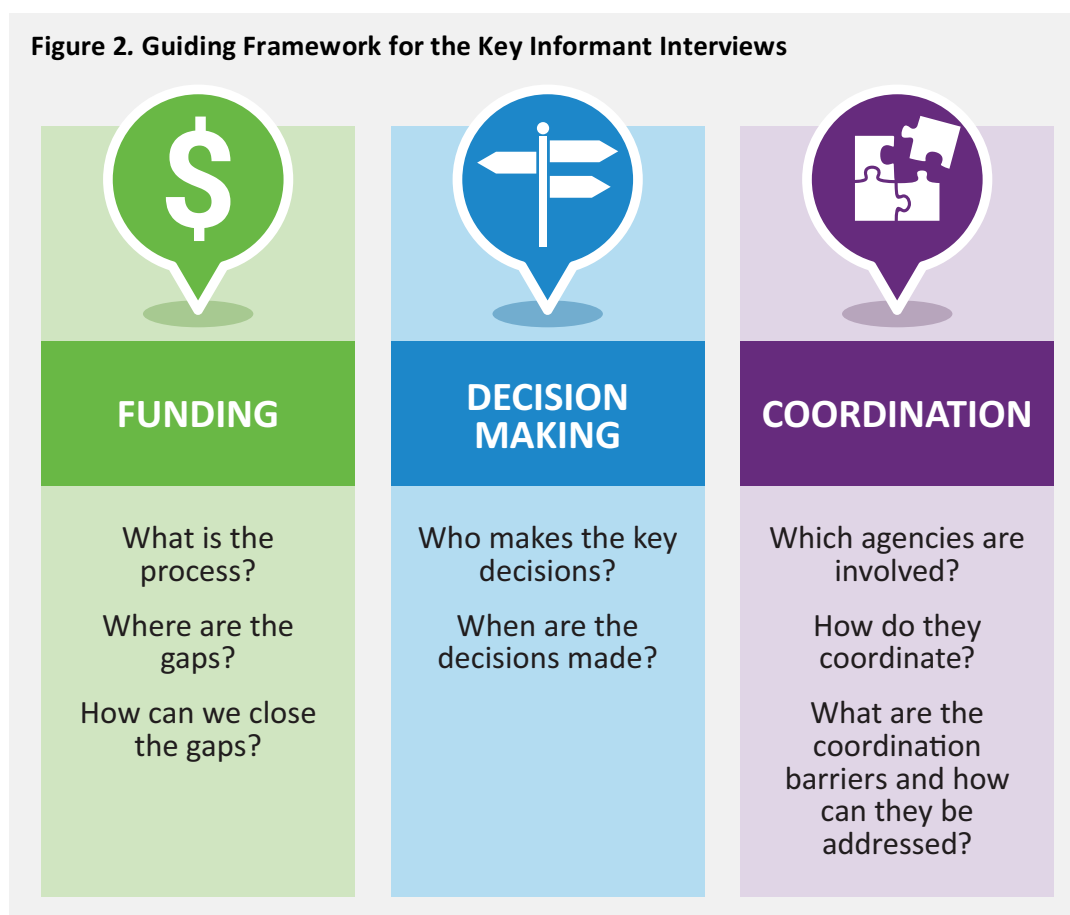 Figure 2. Guiding Framework for the Key Informant Interviews
$
FUNDING
What is the
process?
Where are the
gaps?
How can we close
the gaps?
DECISION
MAKING
Who makes the key
decisions?
When are the
decisions made?
COORDINATION
Which agencies are
involved?
How do they
coordinate?
What are the
coordination
barriers and how
can they be
addressed?